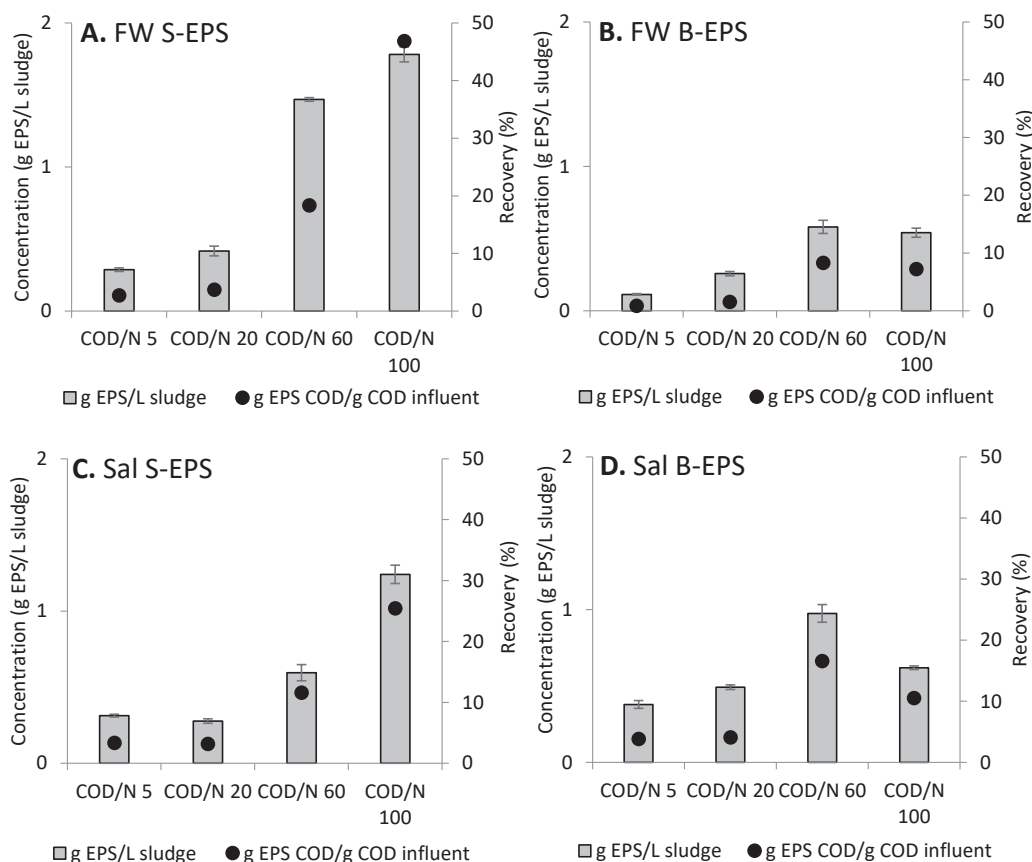 A. FW S-EPS
Concentration (g EPS/L sludge)
2
1
0
50
40
30
20
10
0
Recovery (%)
COD/N 5 COD/N 20 COD/N 60 COD/N
100
g EPS/L sludge g EPS COD/g COD influent
B. FW B-EPS
Concentration (g EPS/L sludge)
2
1
0
50
40
30
20
10
0
Recovery (%)
COD/N 5 COD/N 20 COD/N 60 COD/N
100
g EPS/L sludge g EPS COD/g COD influent
C. Sal S-EPS
Concentration (g EPS/L sludge)
2
1
0
50
40
30
20
10
0
Recovery (%)
COD/N 5 COD/N 20 COD/N 60 COD/N
100
g EPS/L sludge g EPS COD/g COD influent
D. Sal B-EPS
Concentration (g EPS/L sludge)
2
1
0
50
40
30
20
10
0
Recovery (%)
COD/N 5 COD/N 20 COD/N 60 COD/N
100
g EPS/L sludge g EPS COD/g COD influent